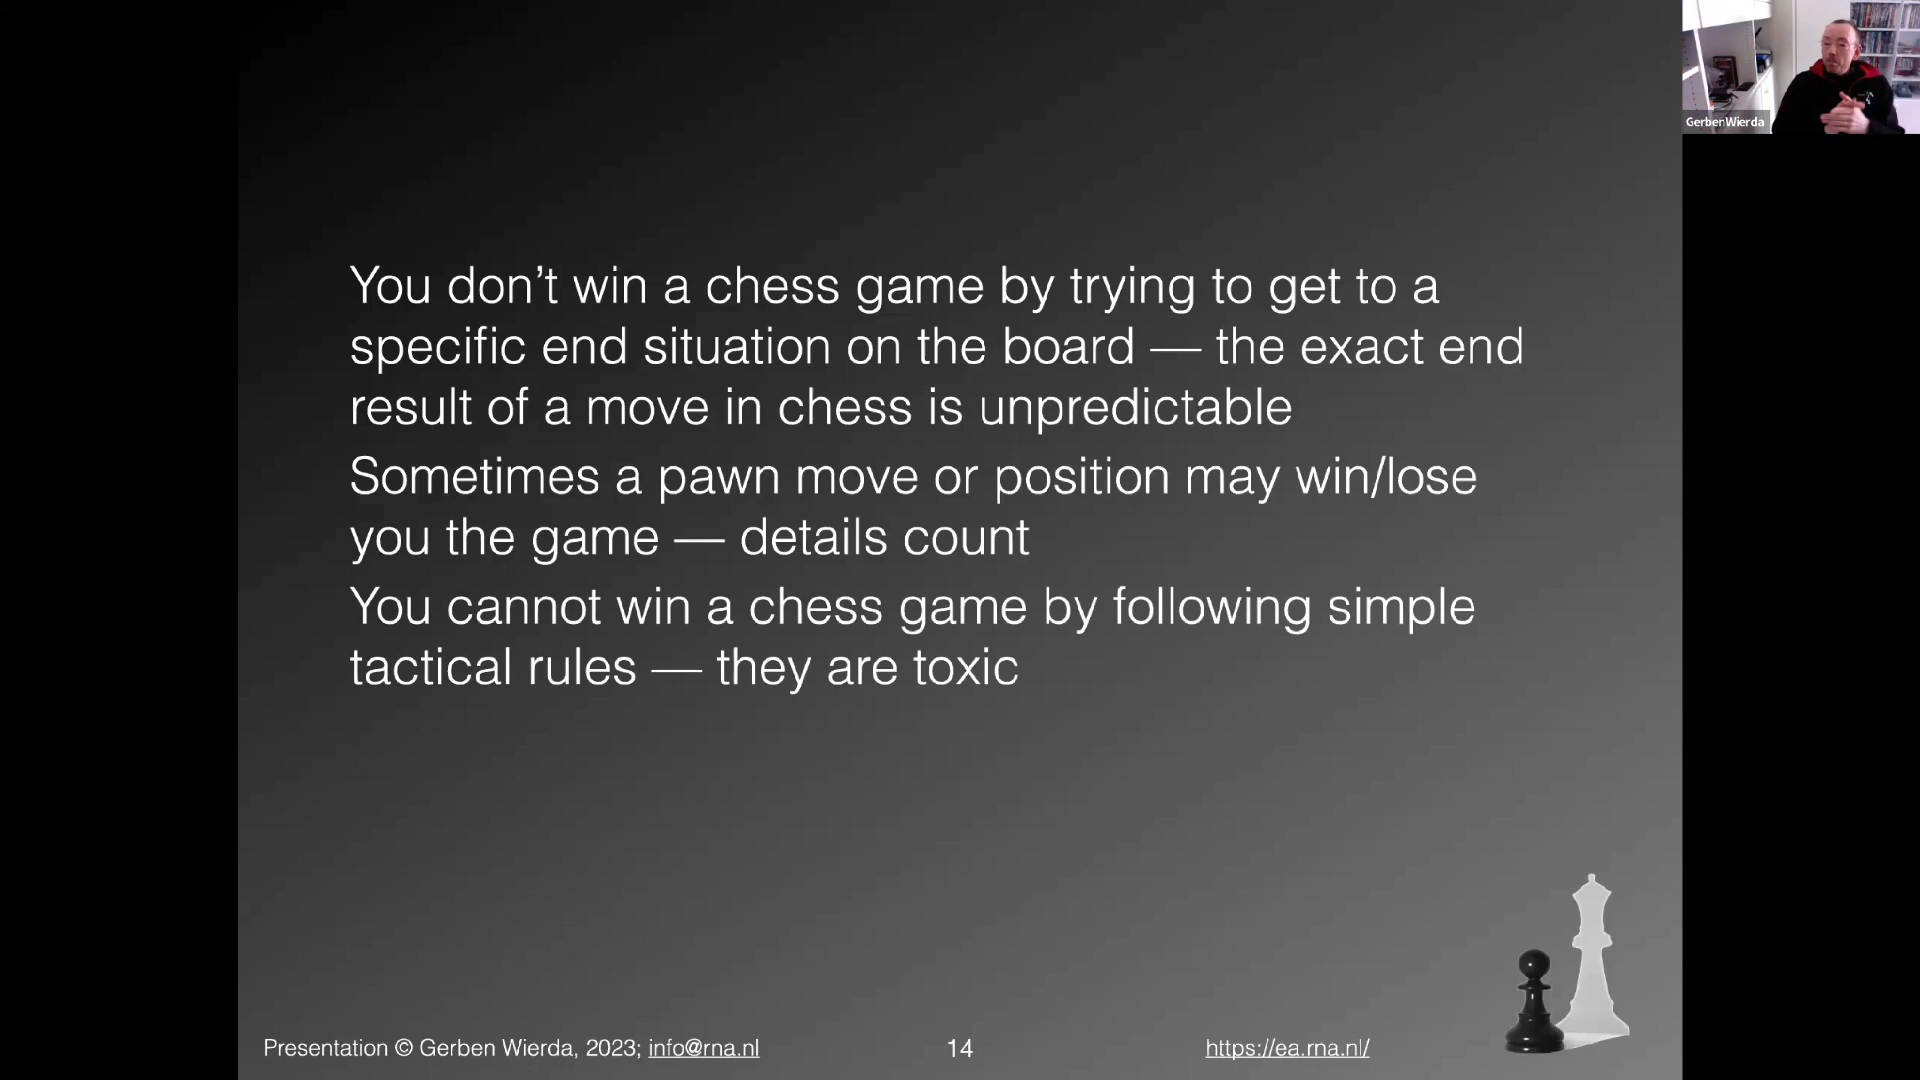 GerbenWierda
You don’t win a chess game by trying to get to a
specific end situation on the board — the exact end
result of a move in chess is unpredictable
Sometimes a pawn move or position may win/lose
you the game — details count
You cannot win a chess game by following simple
tactical rules — they are toxic
Presentation © Gerben Wierda, 2023; info@rna.nl
14
https://ea.rna.nl/